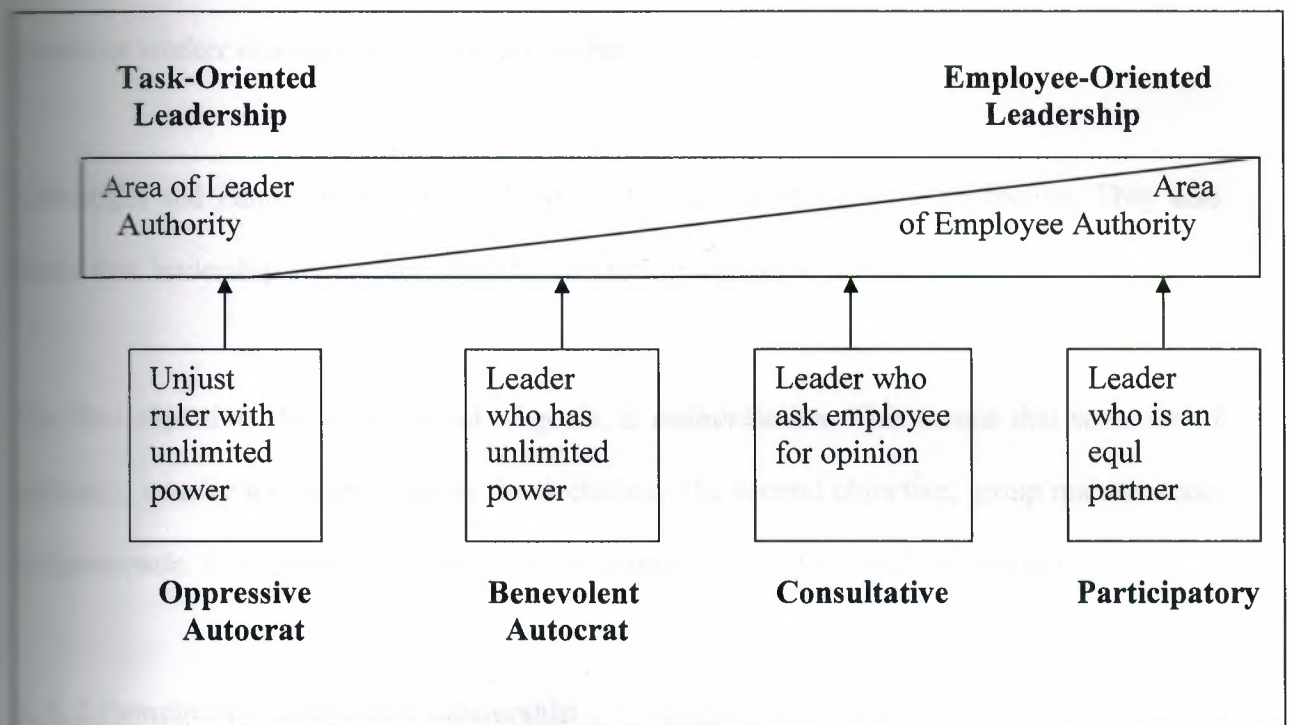 Task-Oriented
Leadership
Employee-Oriented
Leadership
Area of Leader
Authority
Area
of Employee Authority
Unjust
ruler with
unlimited
power
Leader
who has
unlimited
power
Leader who
ask employee
for opinion
Leader
who is an
equl
partner
Oppressive
Autocrat
Benevolent
Autocrat
Consultative
Participatory